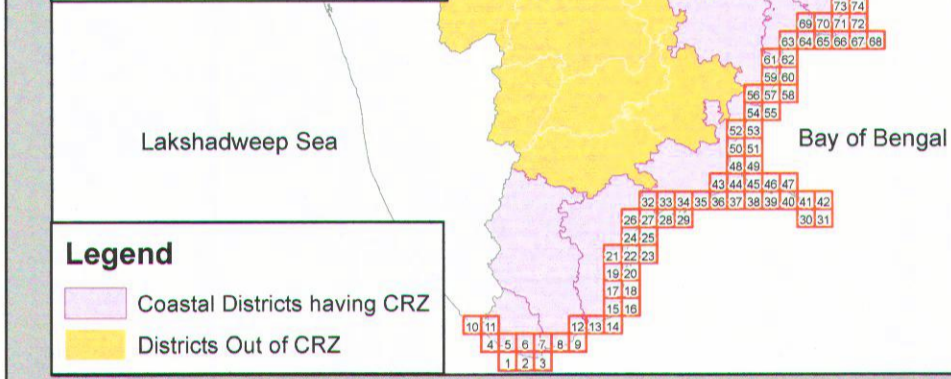 73 74
69 70 71 72
63 64 65 66 67 68
61 62
59 60
56 57 58
54 55
Lakshadweep Sea
52 53
Bay of Bengal
50 51
48 49
43 44 45 46 47
32 33 34 35 36 37 38 39 40 41 42
26 27 28 29 30 31
24 25
Legend
21 22 23
19 20
Coastal Districts having CRZ
17 18
15 16
10 11 12 13 14
Districts Out of CRZ
4 5 6 7 8 9
1 2 3